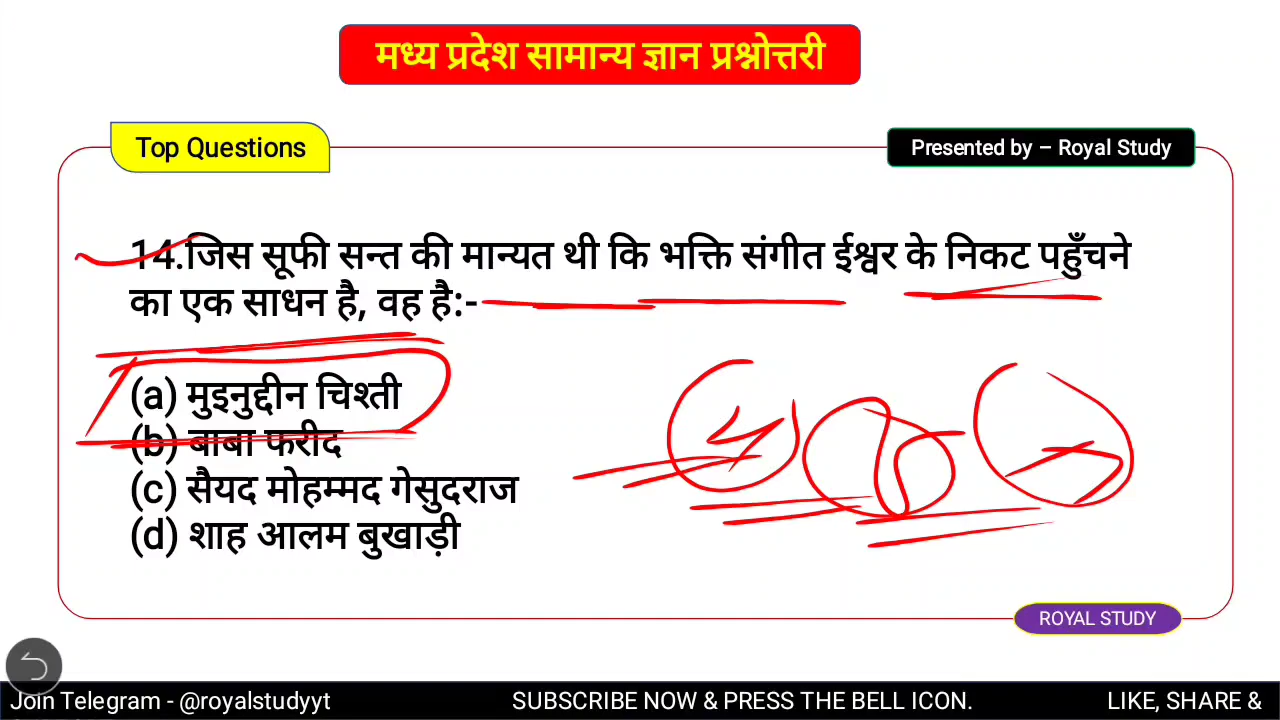 मध्य प्रदेश सामान्य ज्ञान प्रश्नोत्तरी
Top Questions
Presented by – Royal Study
14.जिस सूफी सन्त की मान्यत थी कि भक्ति संगीत ईश्वर के निकट पहुँचने
का एक साधन है, वह है:-
(a) मुइनुद्दीन चिश्ती
(b) बाबा फरीद
(c) सैयद मोहम्मद गेसुदराज
(d) शाह आलम बुखाड़ी
ROYAL STUDY
Join Telegram - @royalstudyyt SUBSCRIBE NOW & PRESS THE BELL ICON. LIKE, SHARE &